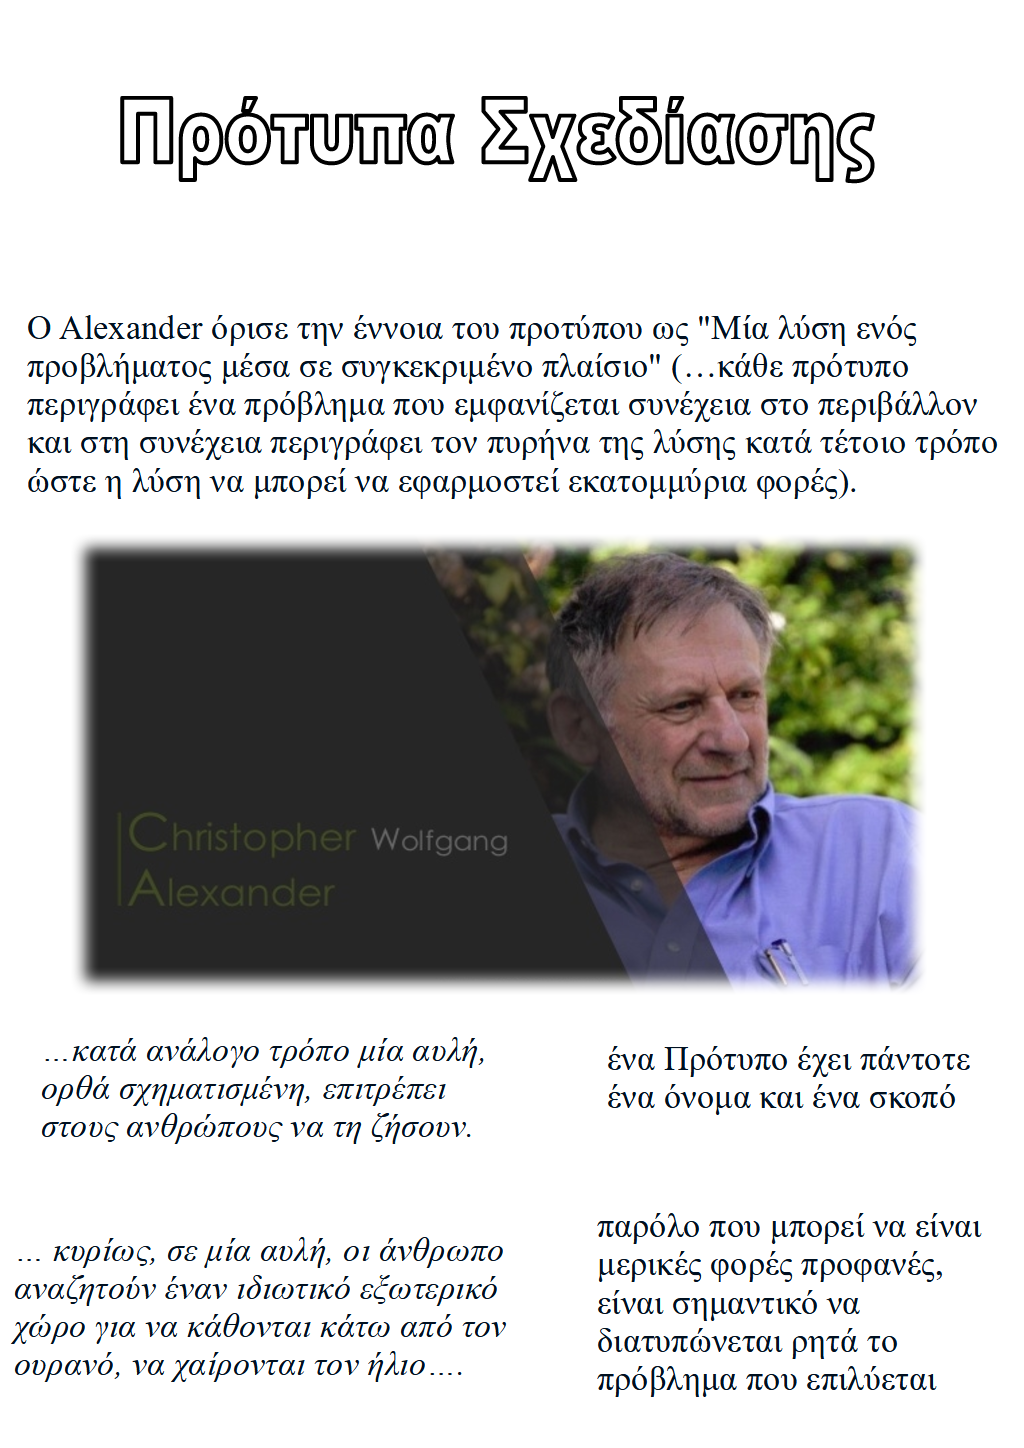 Πρότυπα Σχεδίασης
Ο Alexander όρισε την έννοια του προτύπου ως "Μία λύση ενός
προβλήματος μέσα σε συγκεκριμένο πλαίσιο" (…κάθε πρότυπο
περιγράφει ένα πρόβλημα που εμφανίζεται συνέχεια στο περιβάλλον
και στη συνέχεια περιγράφει τον πυρήνα της λύσης κατά τέτοιο τρόπο
ώστε η λύση να μπορεί να εφαρμοστεί εκατομμύρια φορές).
Christopher Wolfgang
Alexander
…κατά ανάλογο τρόπο μία αυλή,
ορθά σχηματισμένη, επιτρέπει
στους ανθρώπους να τη ζήσουν.
ένα Πρότυπο έχει πάντοτε
ένα όνομα και ένα σκοπό
… κυρίως, σε μία αυλή, οι άνθρωπο
αναζητούν έναν ιδιωτικό εξωτερικό
χώρο για να κάθονται κάτω από τον
ουρανό, να χαίρονται τον ήλιο….
παρόλο που μπορεί να είναι
μερικές φορές προφανές,
είναι σημαντικό να
διατυπώνεται ρητά το
πρόβλημα που επιλύεται